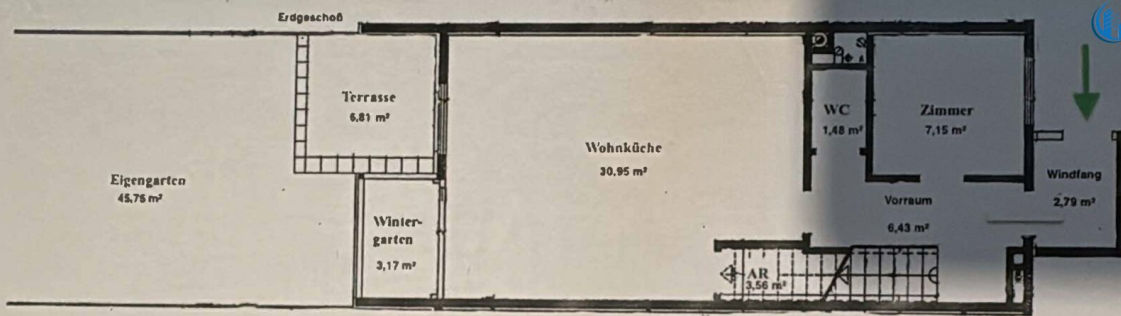 Erdgeschoß
Terrasse
6,81 m²
WC
1,48 m²
Zimmer
7,15 m²
Wohnküche
30,95 m²
Eigengarten
45,75 m²
Windfang
2,79 m²
Vorraum
6,43 m²
Winter-
garten
3,17 m²
AR
3,56 m²